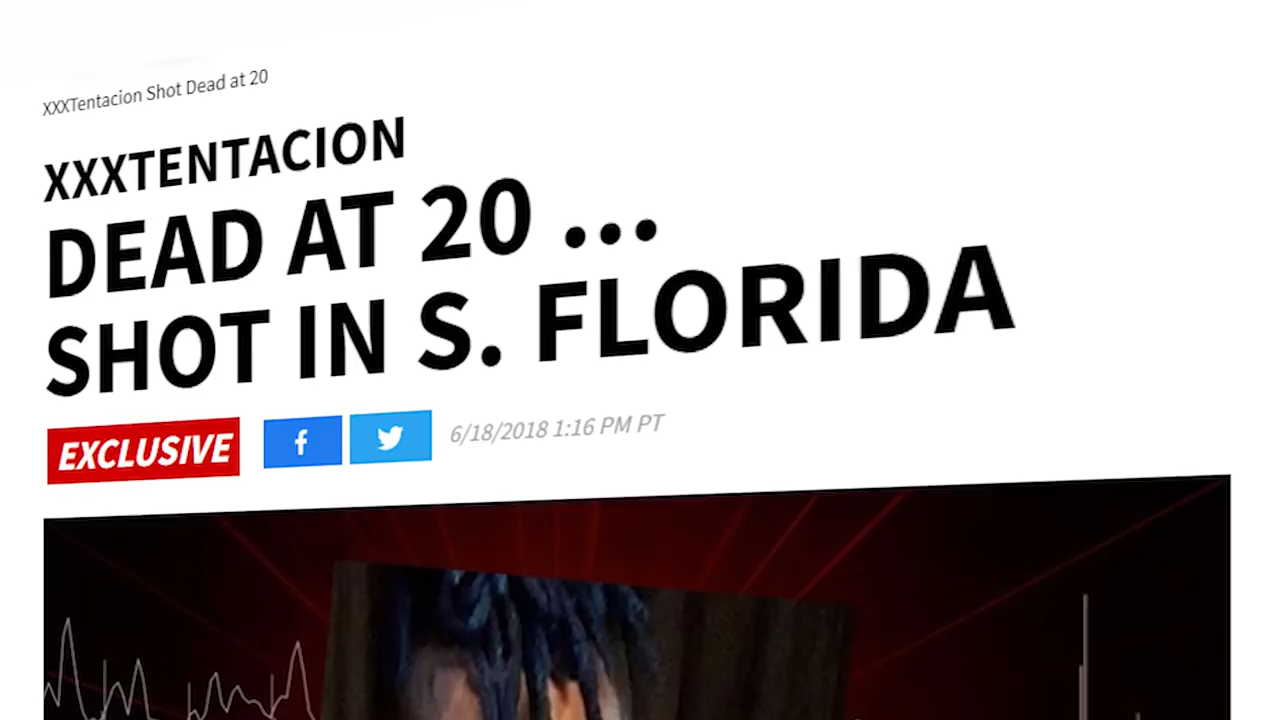 XXXTentacion Shot Dead at 20
XXXTENTACION
DEAD AT 20 ...
SHOT IN S. FLORIDA
EXCLUSIVE
6/18/2018 1:16 PM PT